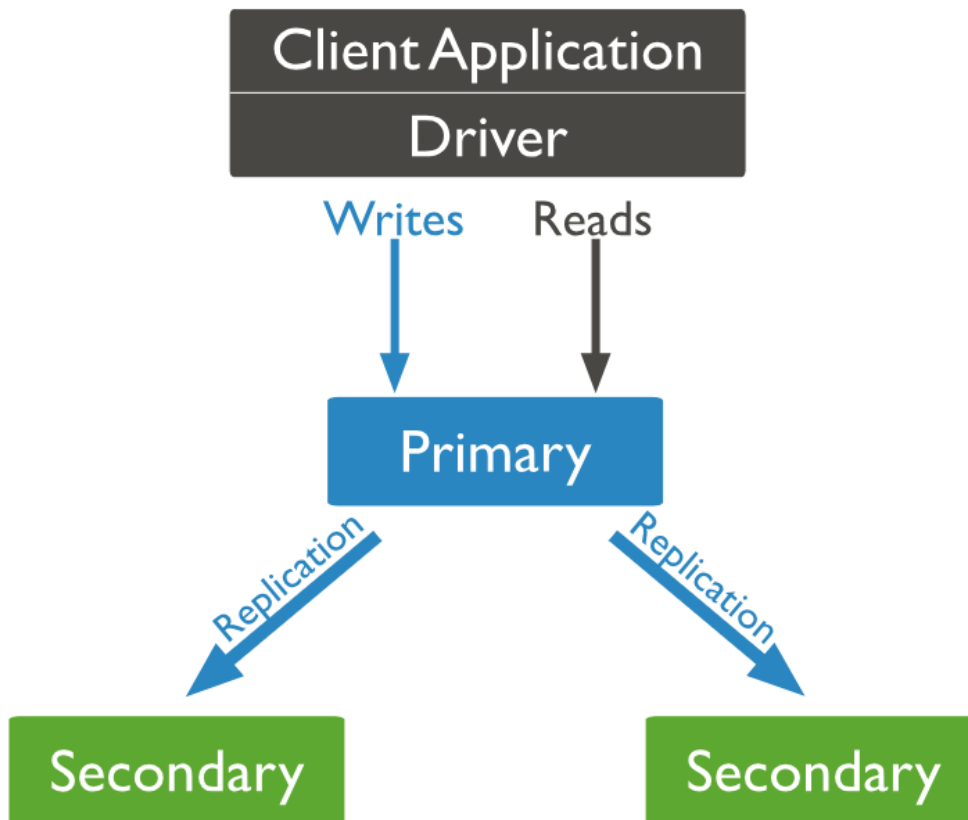 Client Application
Driver
Writes Reads
Primary
Replication Replication
Secondary Secondary